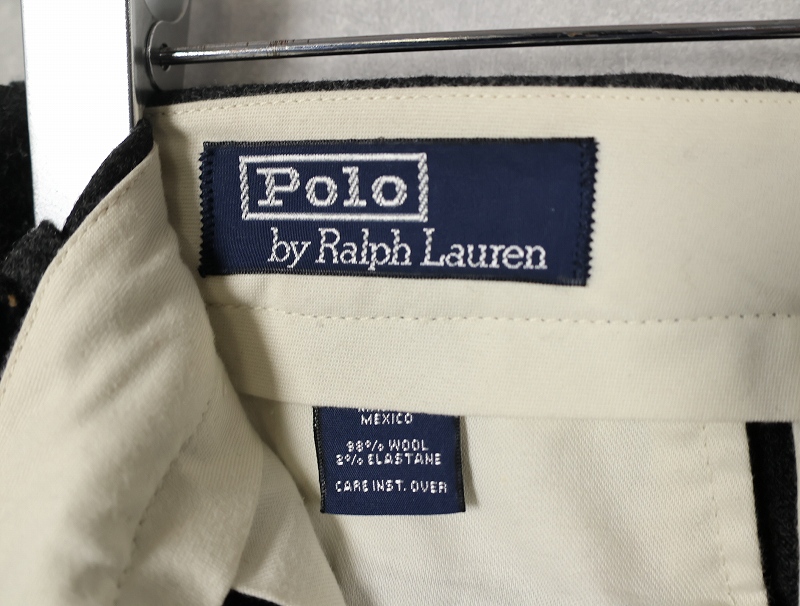 Polo
by Ralph Lauren
MEXICO
98% WOOL
2% ELASTANE
CARE INST. OVER